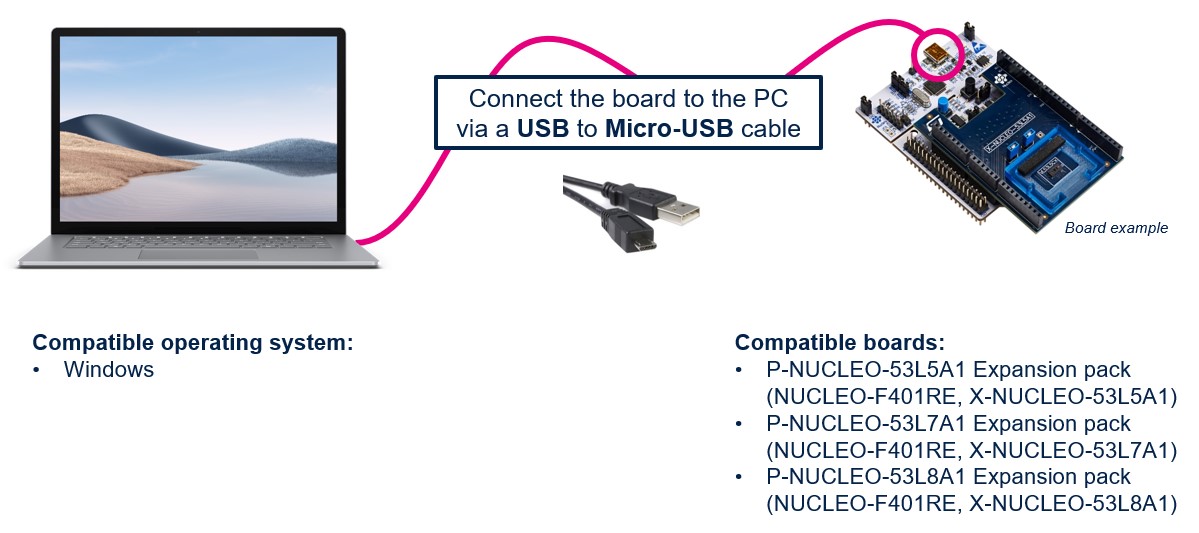 Connect the board to the PC
via a USB to Micro-USB cable
X-NUCLEO-53L5A1
Board example
Compatible operating system:
• Windows
Compatible boards:
• P-NUCLEO-53L5A1 Expansion pack
(NUCLEO-F401RE, X-NUCLEO-53L5A1)
• P-NUCLEO-53L7A1 Expansion pack
(NUCLEO-F401RE, X-NUCLEO-53L7A1)
• P-NUCLEO-53L8A1 Expansion pack
(NUCLEO-F401RE, X-NUCLEO-53L8A1)